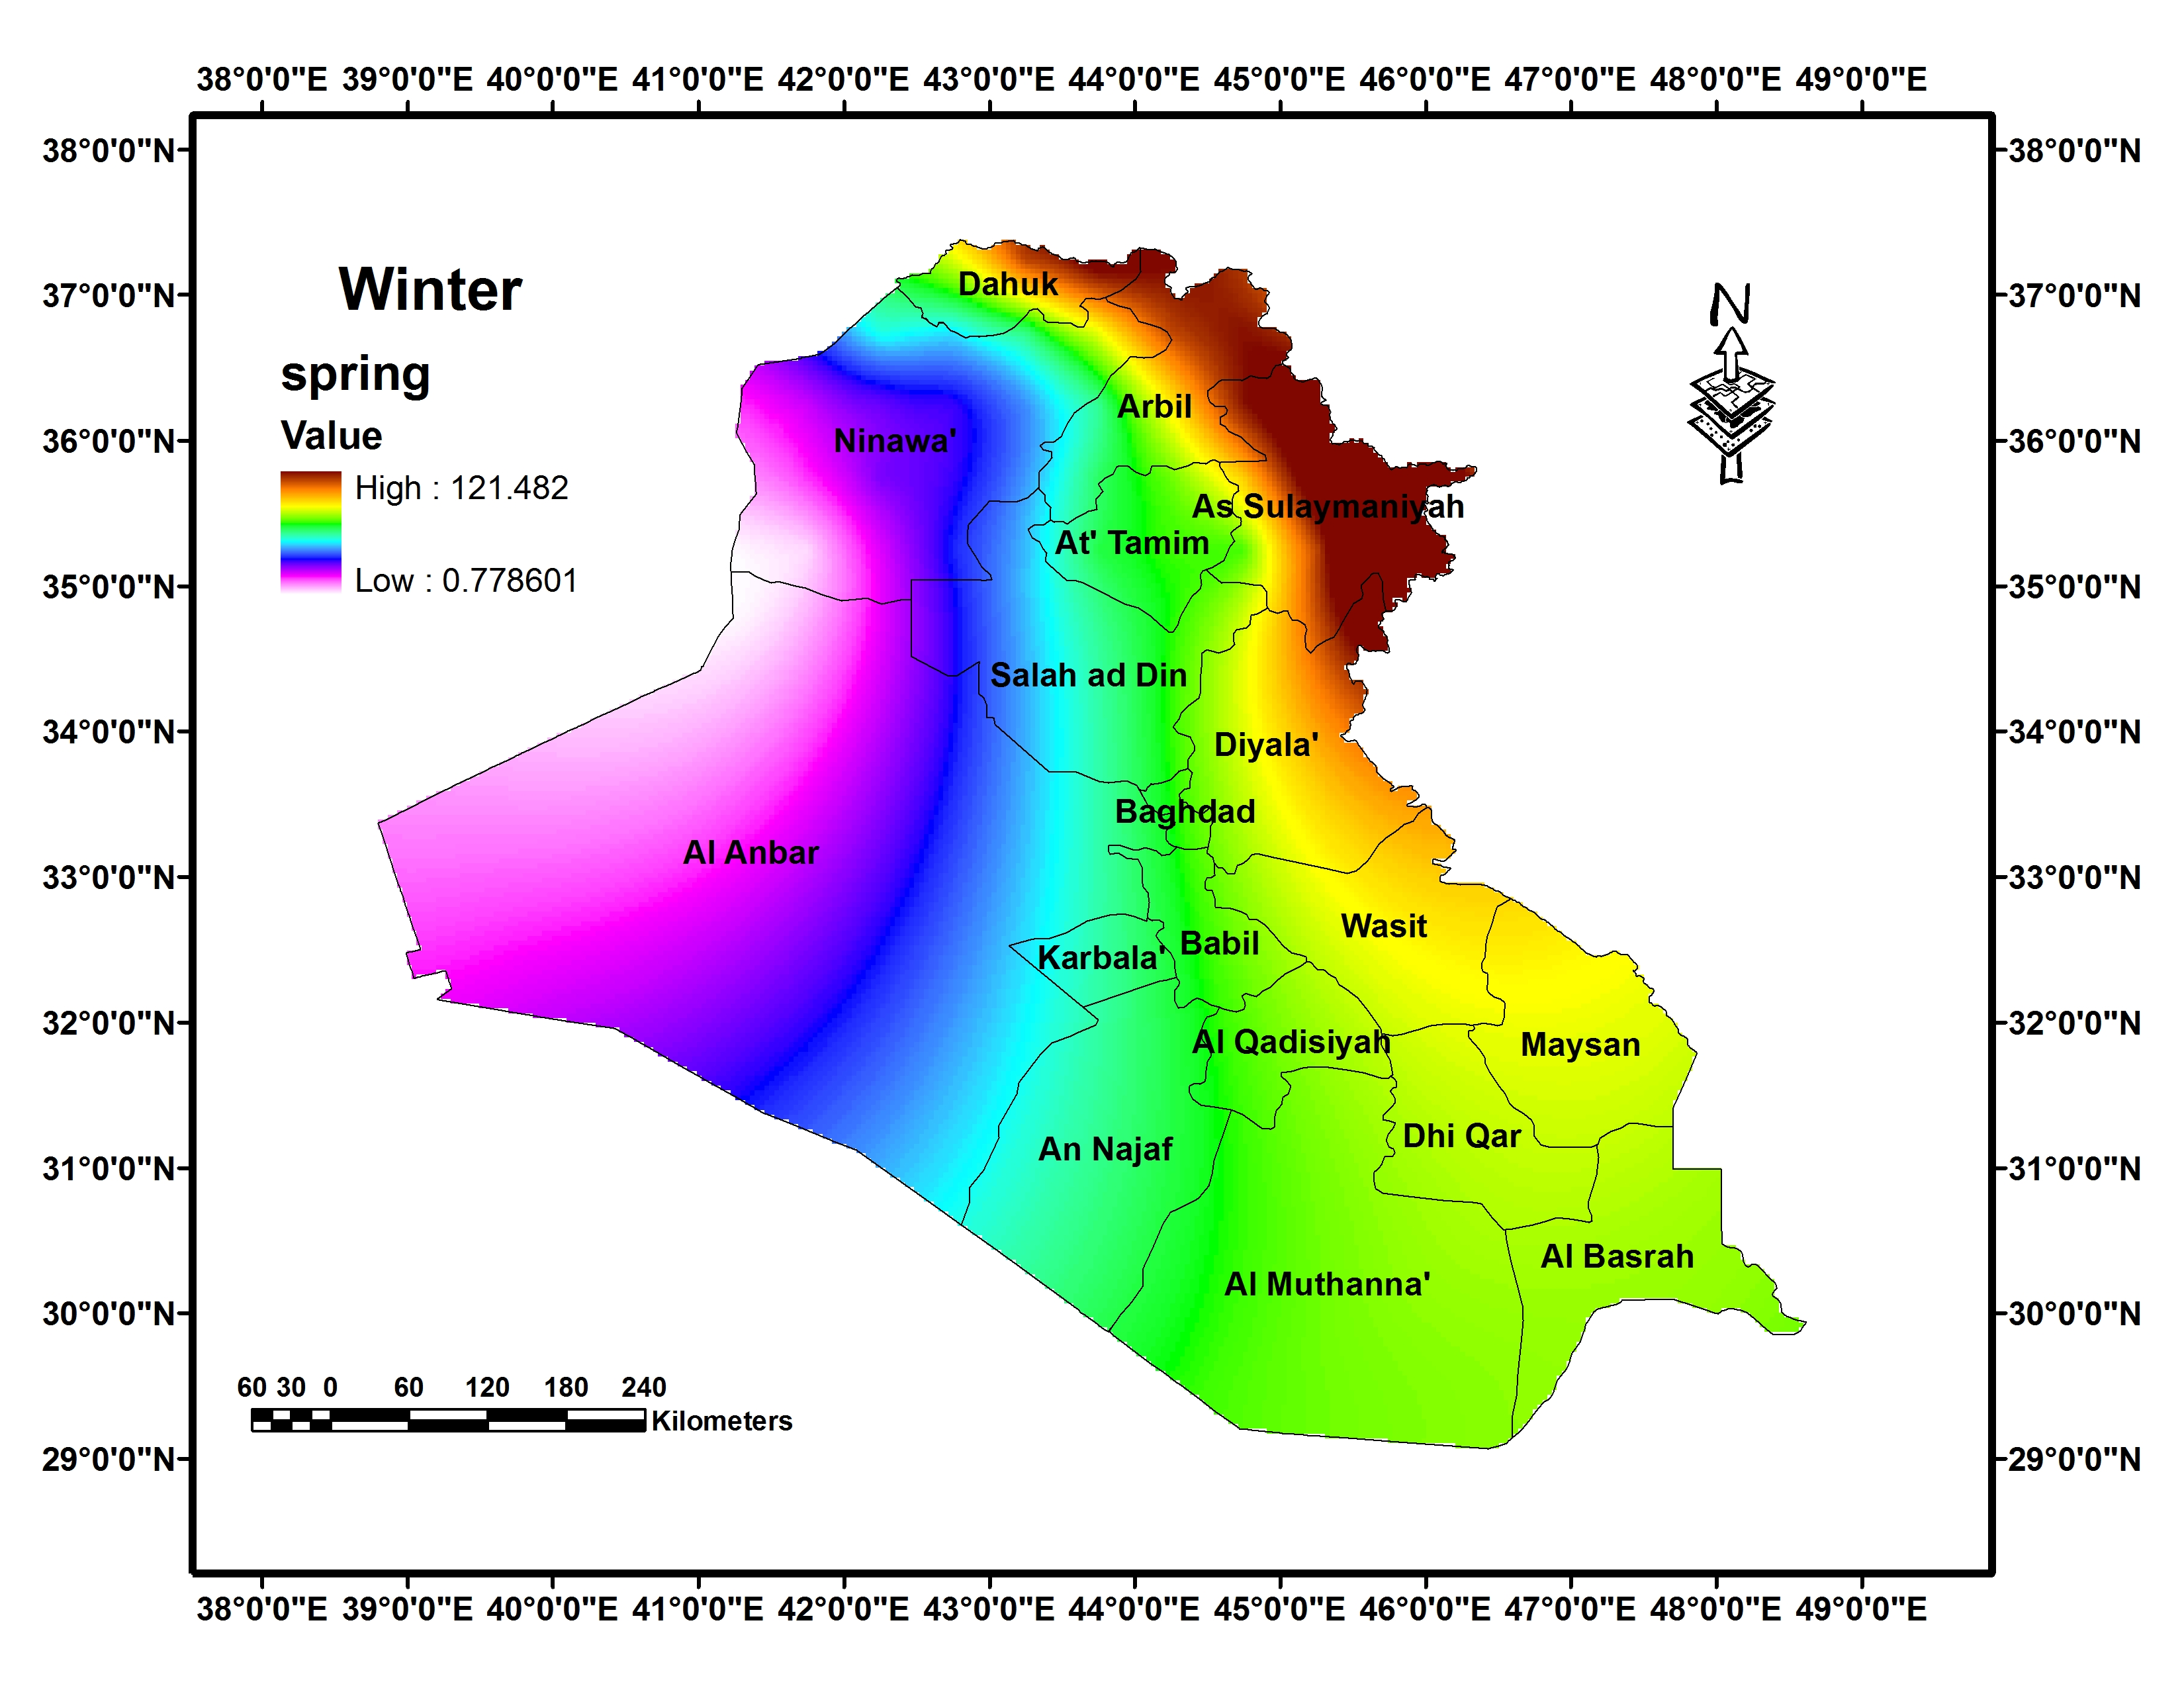 38°0'0"E 39°0'0"E 40°0'0"E 41°0'0"E 42°0'0"E 43°0'0"E 44°0'0"E 45°0'0"E 46°0'0"E 47°0'0"E 48°0'0"E 49°0'0"E
38°0'0"N 38°0'0"N
N
Winter
Dahuk
37°0'0"N 37°0'0"N
spring
Value
High : 121.482
Low : 0.778601
Arbil
Ninawa'
36°0'0"N 36°0'0"N
As Sulaymaniyah
At' Tamim
35°0'0"N 35°0'0"N
Salah ad Din
34°0'0"N 34°0'0"N
Diyala'
Baghdad
Al Anbar
33°0'0"N 33°0'0"N
Wasit
Babil
Karbala'
32°0'0"N 32°0'0"N
Al Qadisiyah
Maysan
Dhi Qar
An Najaf
31°0'0"N 31°0'0"N
Al Basrah
Al Muthanna'
30°0'0"N 30°0'0"N
60 30 0 60 120 180 240
Kilometers
29°0'0"N 29°0'0"N
38°0'0"E 39°0'0"E 40°0'0"E 41°0'0"E 42°0'0"E 43°0'0"E 44°0'0"E 45°0'0"E 46°0'0"E 47°0'0"E 48°0'0"E 49°0'0"E